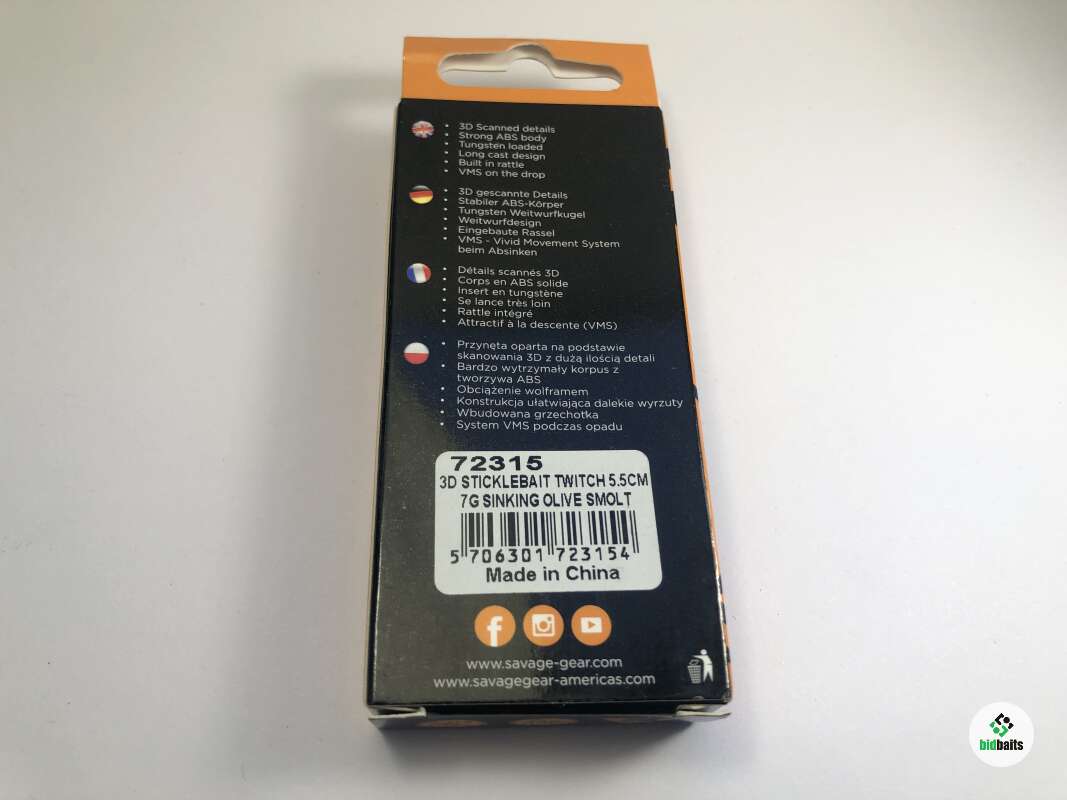 • 3D Scanned details
• Strong ABS body
• Tungsten loaded
• Long cast design
• Built in rattle
• VMS on the drop
• 3D gescannte Details
• Stabiler ABS-Körper
• Tungsten Weitwurfkugel
• Weitwurfdesign
• Eingebaute Rassel
• VMS - Vivid Movement System
beim Absinken
• Détails scannés 3D
• Corps en ABS solide
• Insert en tungstène
• Se lance très loin
• Rattle intégré
• Attractif à la descente (VMS)
• Przynęta oparta na podstawie
skanowania 3D z dużą ilością detali
• Bardzo wytrzymały korpus z
tworzywa ABS
• Obciążenie wolframem
• Konstrukcja ułatwiająca dalekie wyrzuty
• Wbudowana grzechotka
• System VMS podczas opadu
72315
3D STICKLEBAIT TWITCH 5.5CM
7G SINKING OLIVE SMOLT
5 706301 723154
Made in China
www.savage-gear.com
www.savagegear-americas.com
bidbaits